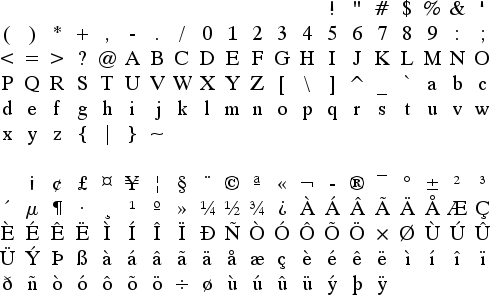 ! " # $ % & '
( ) * + , - . / 0 1 2 3 4 5 6 7 8 9 : ;
< = > ? @ A B C D E F G H I J K L M N O
P Q R S T U V W X Y Z [ \ ] ^ _ ` a b c
d e f g h i j k l m n o p q r s t u v w
x y z { | } ~
¡ ¢ £ ¤ ¥ ¦ § ¨ © ª « ¬ - ® ¯ ° ± ² ³
´ µ ¶ · ¸ ¹ º » ¼ ½ ¾ ¿ À Á Â Ã Ä Å Æ Ç
È É Ê Ë Ì Í Î Ï Ð Ñ Ò Ó Ô Õ Ö × Ø Ù Ú Û
Ü Ý Þ ß à á â ã ä å æ ç è é ê ë ì í î ï
ð ñ ò ó ô õ ö ÷ ø ù ú û ü ý þ ÿ